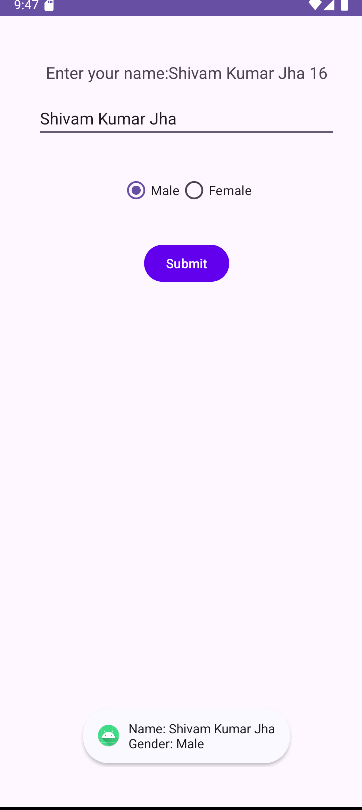 9:47
Enter your name:Shivam Kumar Jha 16
Shivam Kumar Jha
Male Female
Submit
Name: Shivam Kumar Jha
Gender: Male